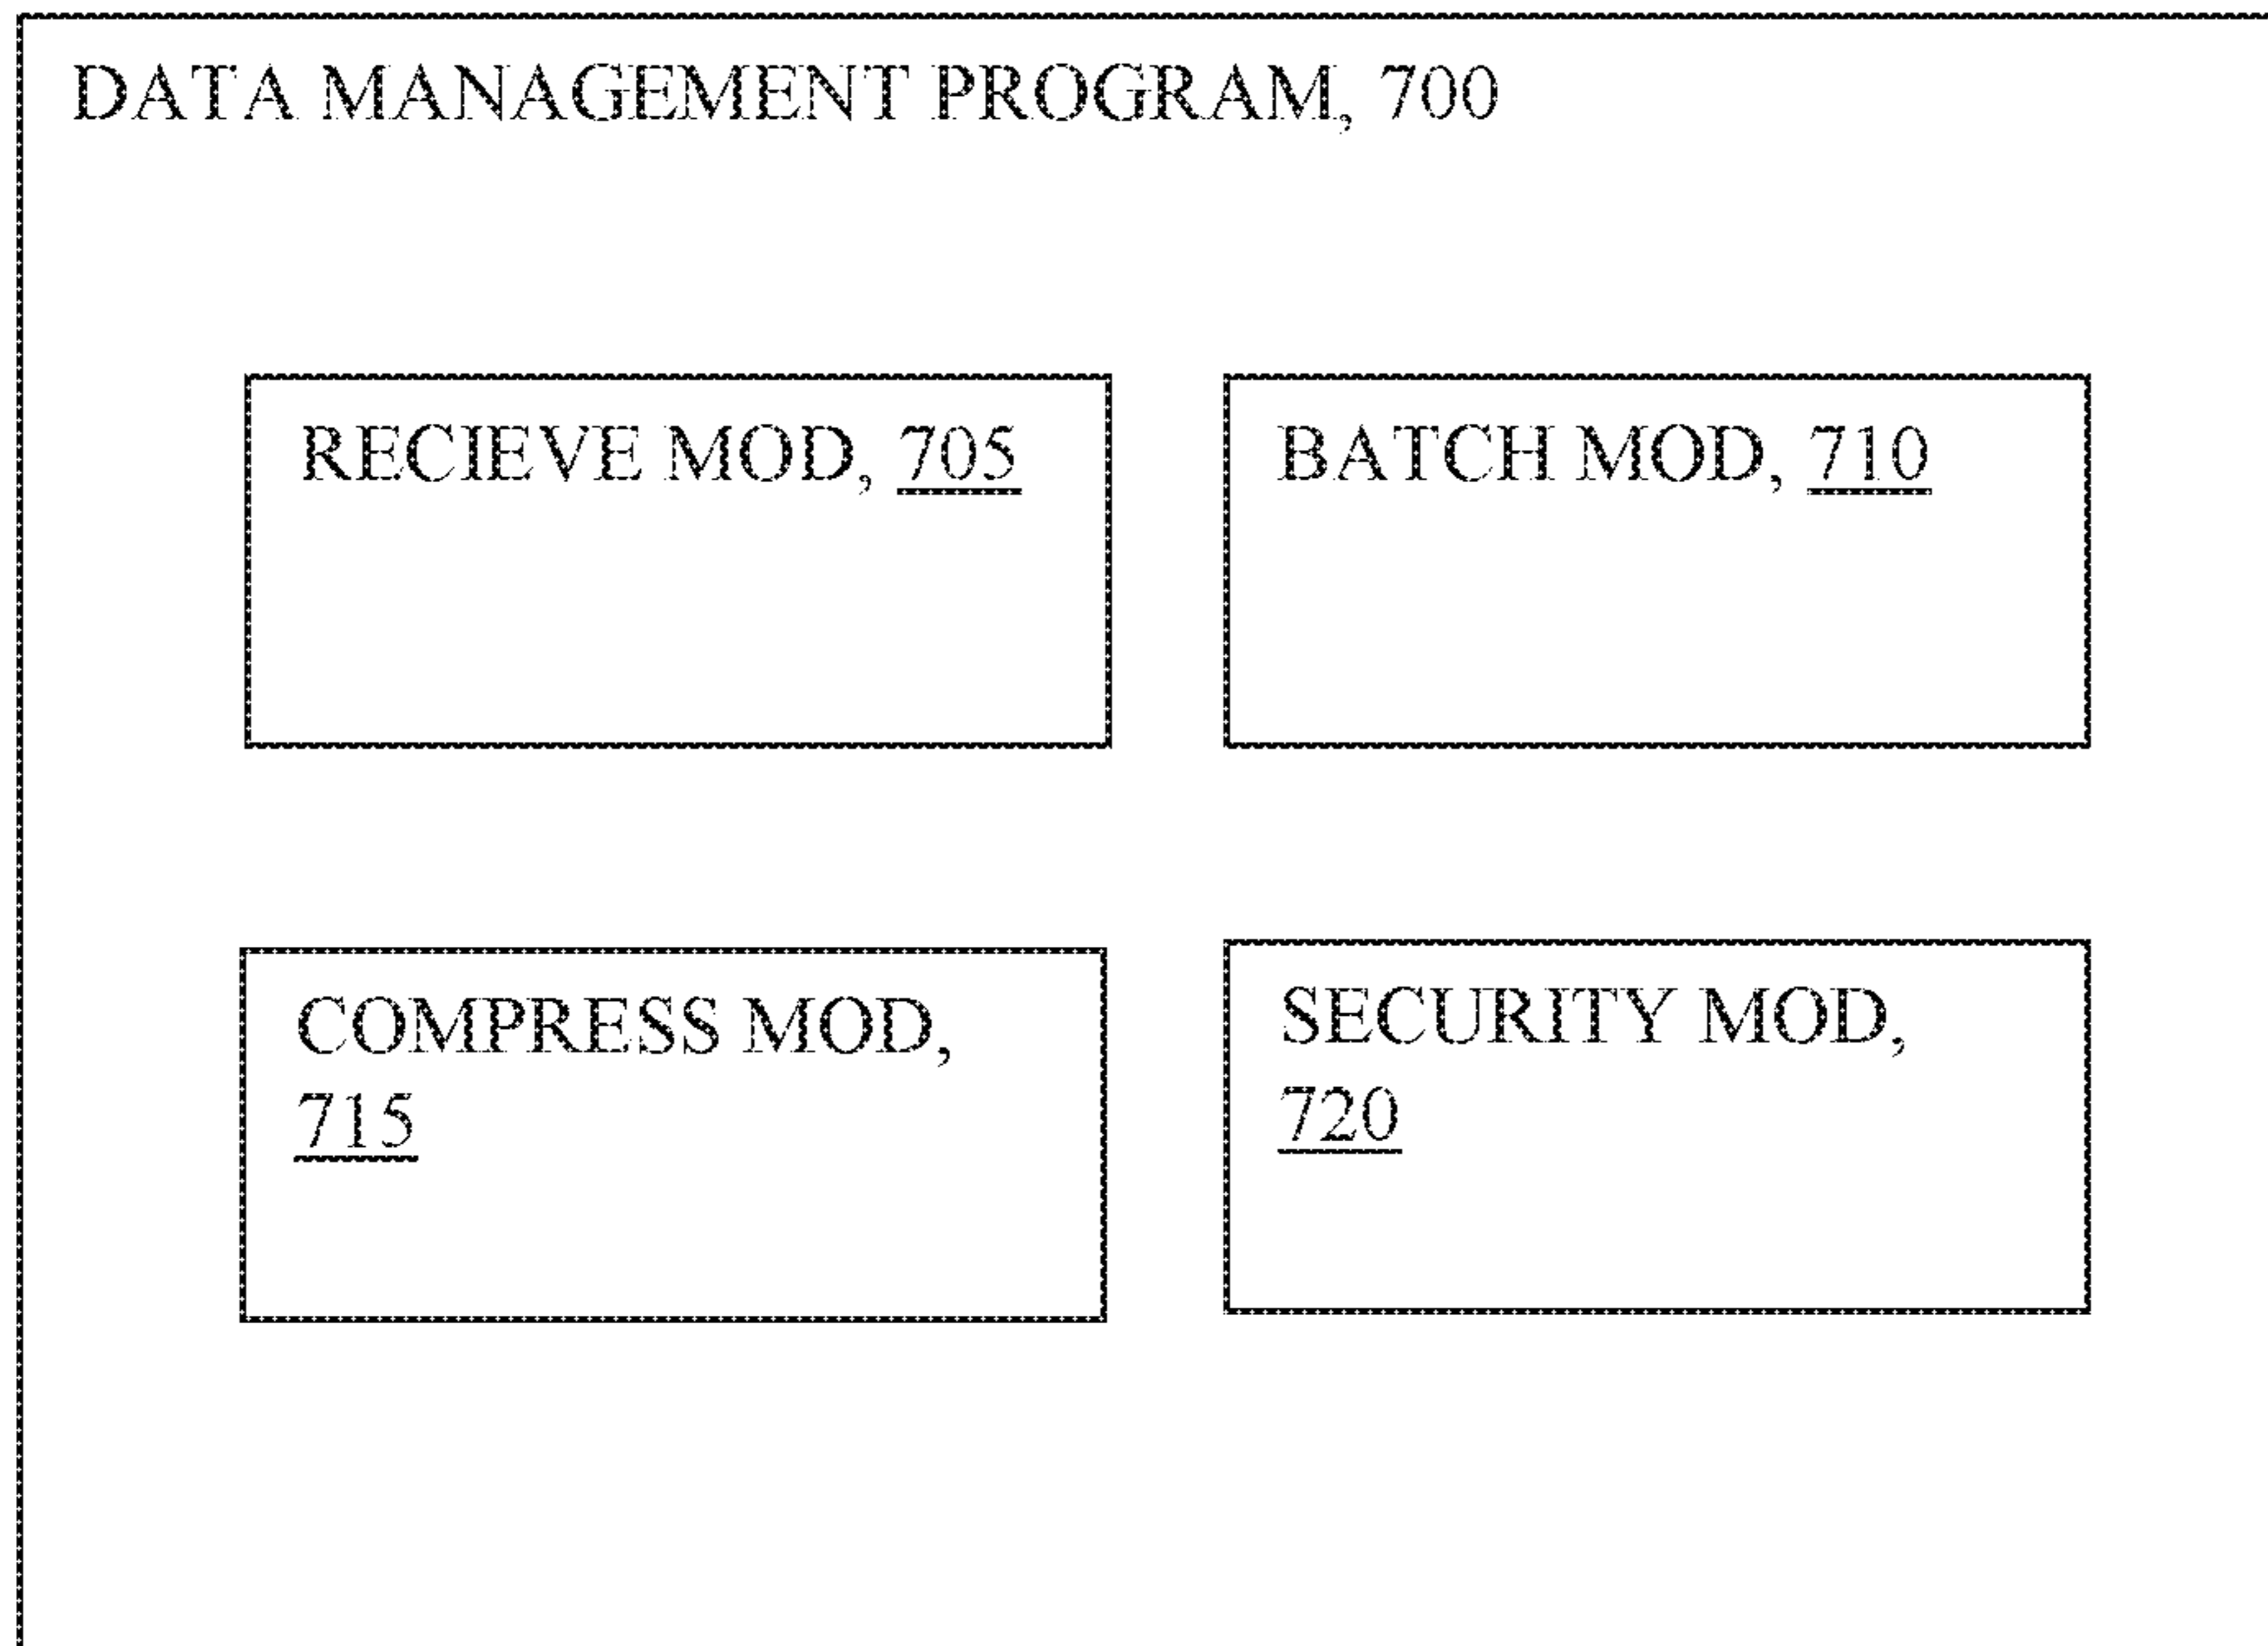 DATA MANAGEMENT PROGRAM, 700
RECIEVE MOD, 705
BATCH MOD, 710
COMPRESS MOD,
715
SECURITY MOD,
720